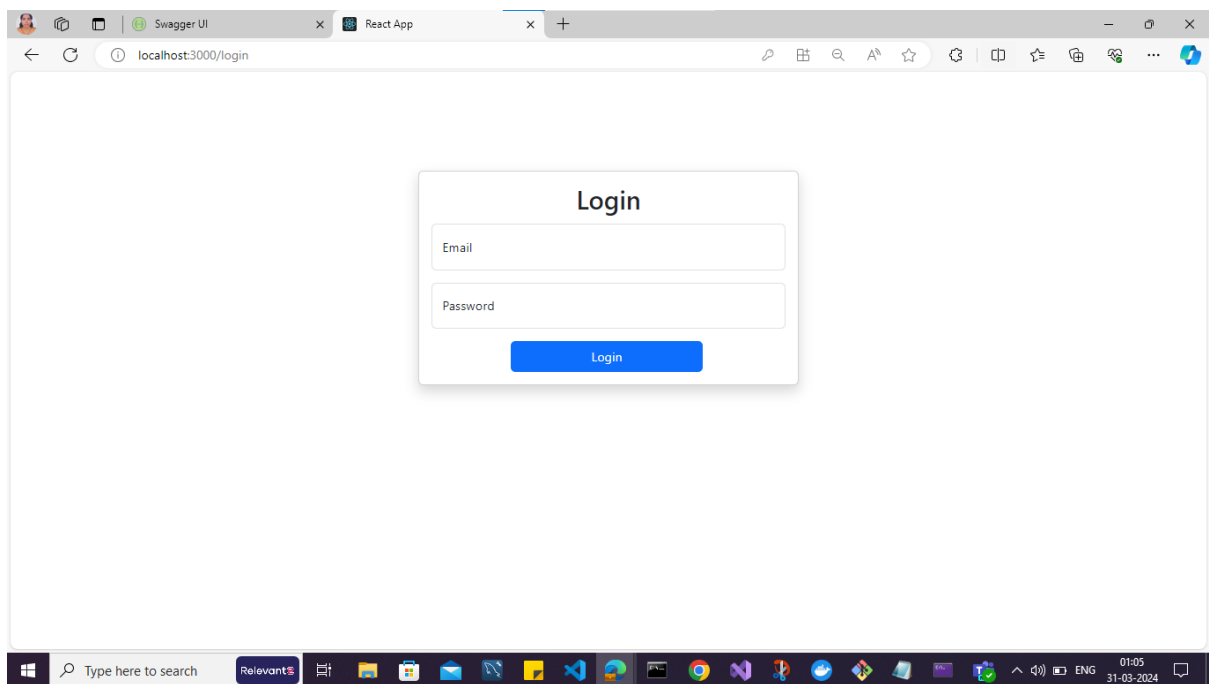 Swagger UI
React App
localhost:3000/login
Login
Email
Password
Login
Type here to search
Relevants
ENG
01:05
31-03-2024